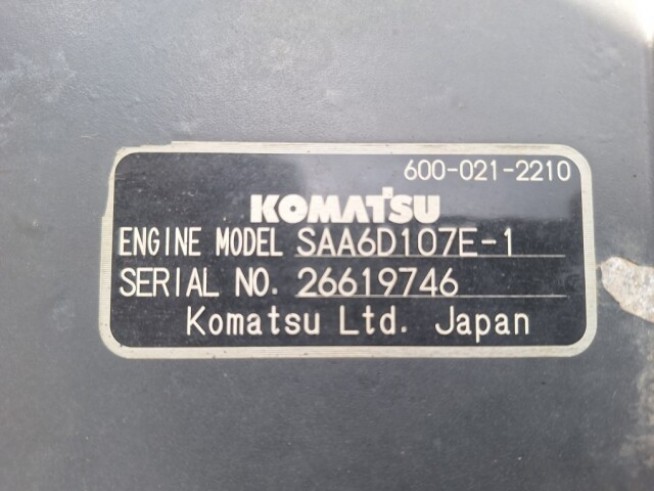 600-021-2210
KOMATSU
ENGINE MODEL SAA6D107E-1
SERIAL NO. 26619746
Komatsu Ltd. Japan